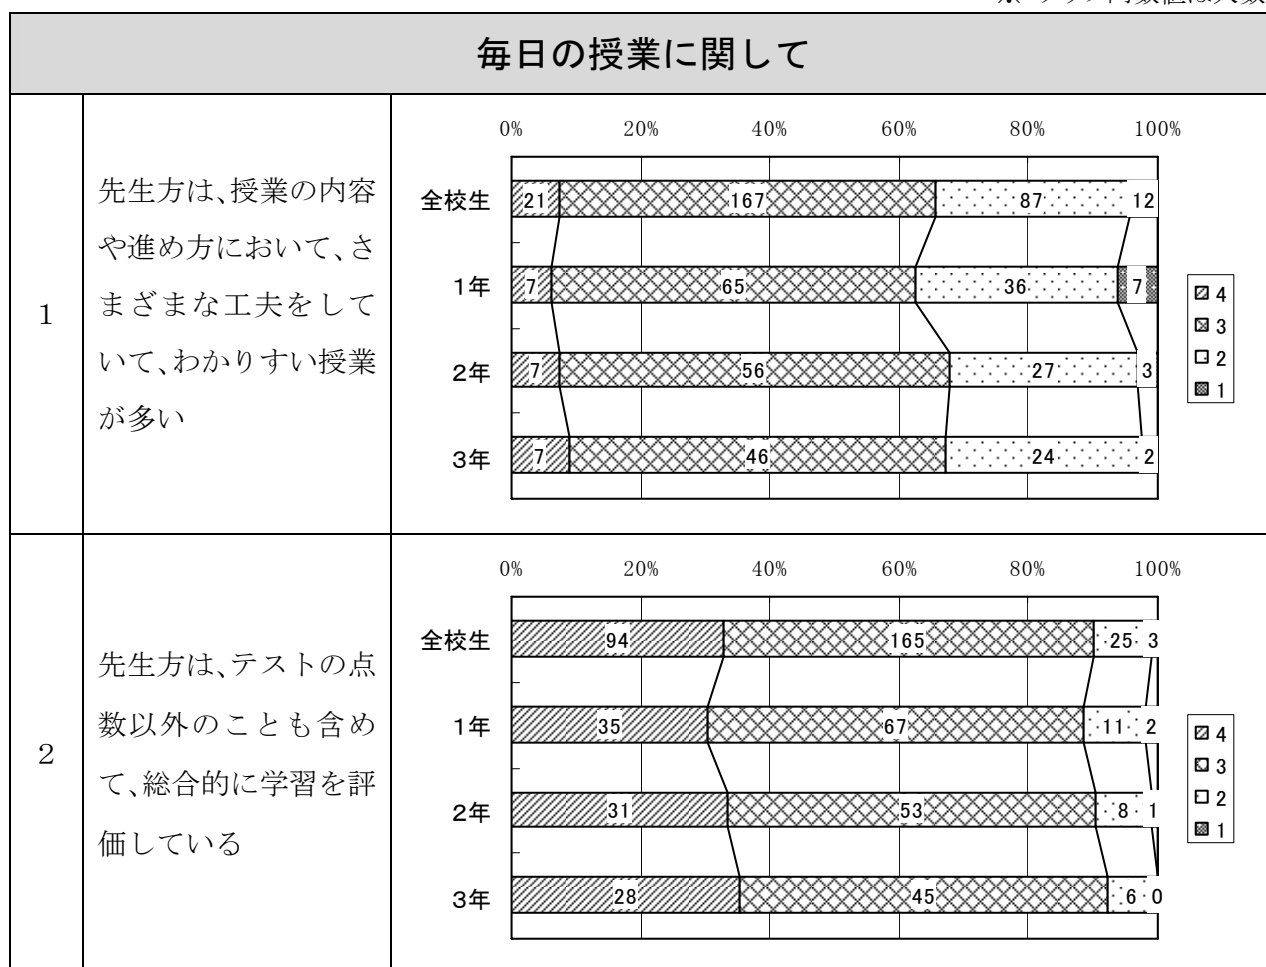 毎日の授業に関して
1
先生方は、授業の内容
や進め方において、さ
まざまな工夫をして
いて、わかりすい授業
が多い
0% 20% 40% 60% 80% 100%
全校生 21 167 87 12
1年 7 65 36 7
2年 7 56 27 3
3年 7 46 24 2
4
3
2
1
2
先生方は、テストの点
数以外のことも含め
て、総合的に学習を評
価している
0% 20% 40% 60% 80% 100%
全校生 94 165 25 3
1年 35 67 11 2
2年 31 53 8 1
3年 28 45 6 0
4
3
2
1